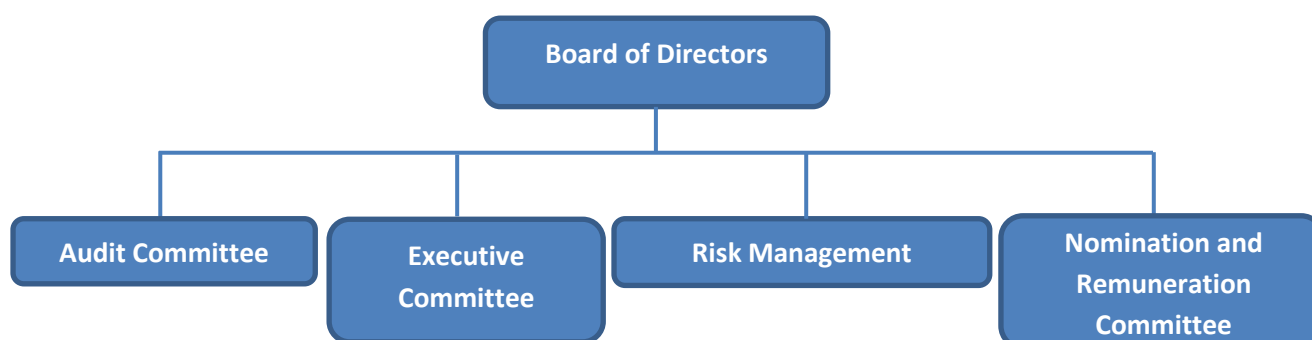 Board of Directors
Audit Committee
Executive
Committee
Risk Management
Nomination and
Remuneration
Committee